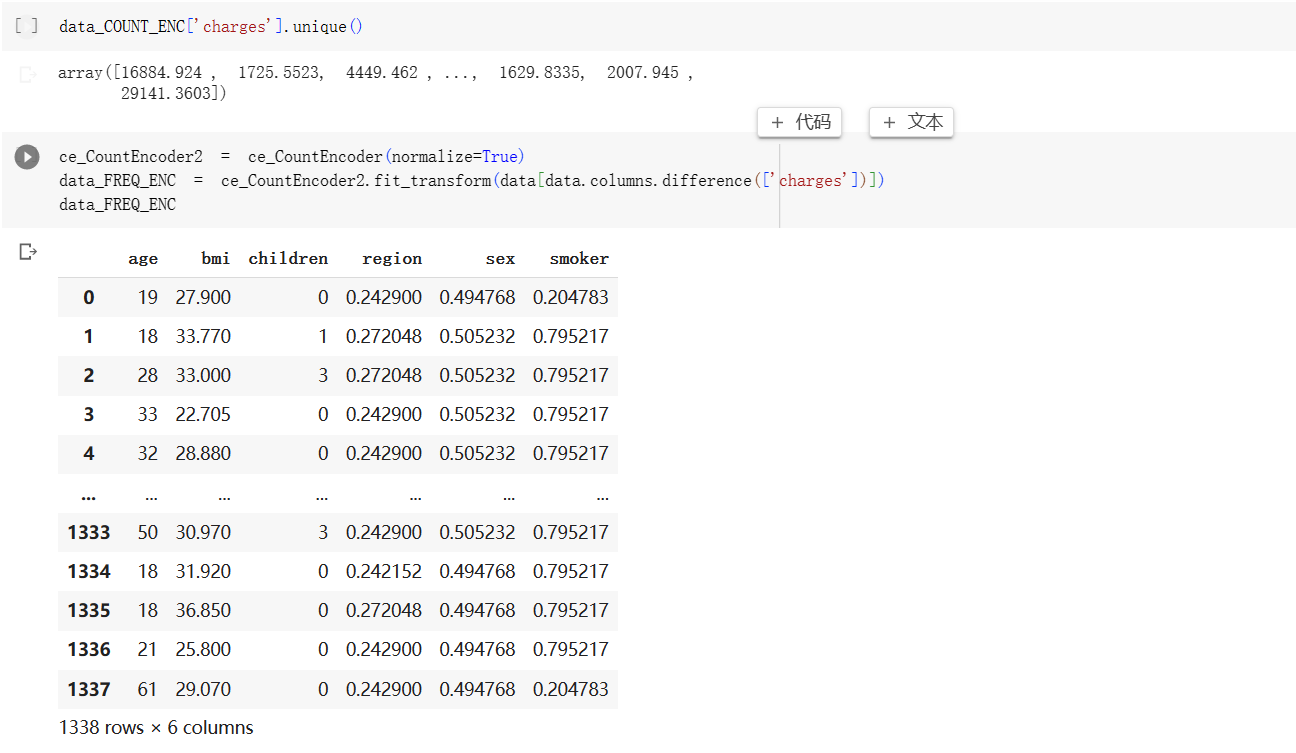 [ ] data_COUNT_ENC['charges'].unique()
array([16884.924 ,  1725.5523,  4449.462 , ...,  1629.8335,  2007.945 ,
       29141.3603])
+ 代码 + 文本
ce_CountEncoder2 = ce_CountEncoder(normalize=True)
data_FREQ_ENC = ce_CountEncoder2.fit_transform(data[data.columns.difference(['charges'])])
data_FREQ_ENC
age bmi children region sex smoker
0 19 27.900 0 0.242900 0.494768 0.204783
1 18 33.770 1 0.272048 0.505232 0.795217
2 28 33.000 3 0.272048 0.505232 0.795217
3 33 22.705 0 0.242900 0.505232 0.795217
4 32 28.880 0 0.242900 0.505232 0.795217
... ... ... ... ... ... ...
1333 50 30.970 3 0.242900 0.505232 0.795217
1334 18 31.920 0 0.242152 0.494768 0.795217
1335 18 36.850 0 0.272048 0.494768 0.795217
1336 21 25.800 0 0.242900 0.494768 0.795217
1337 61 29.070 0 0.242900 0.494768 0.204783
1338 rows × 6 columns